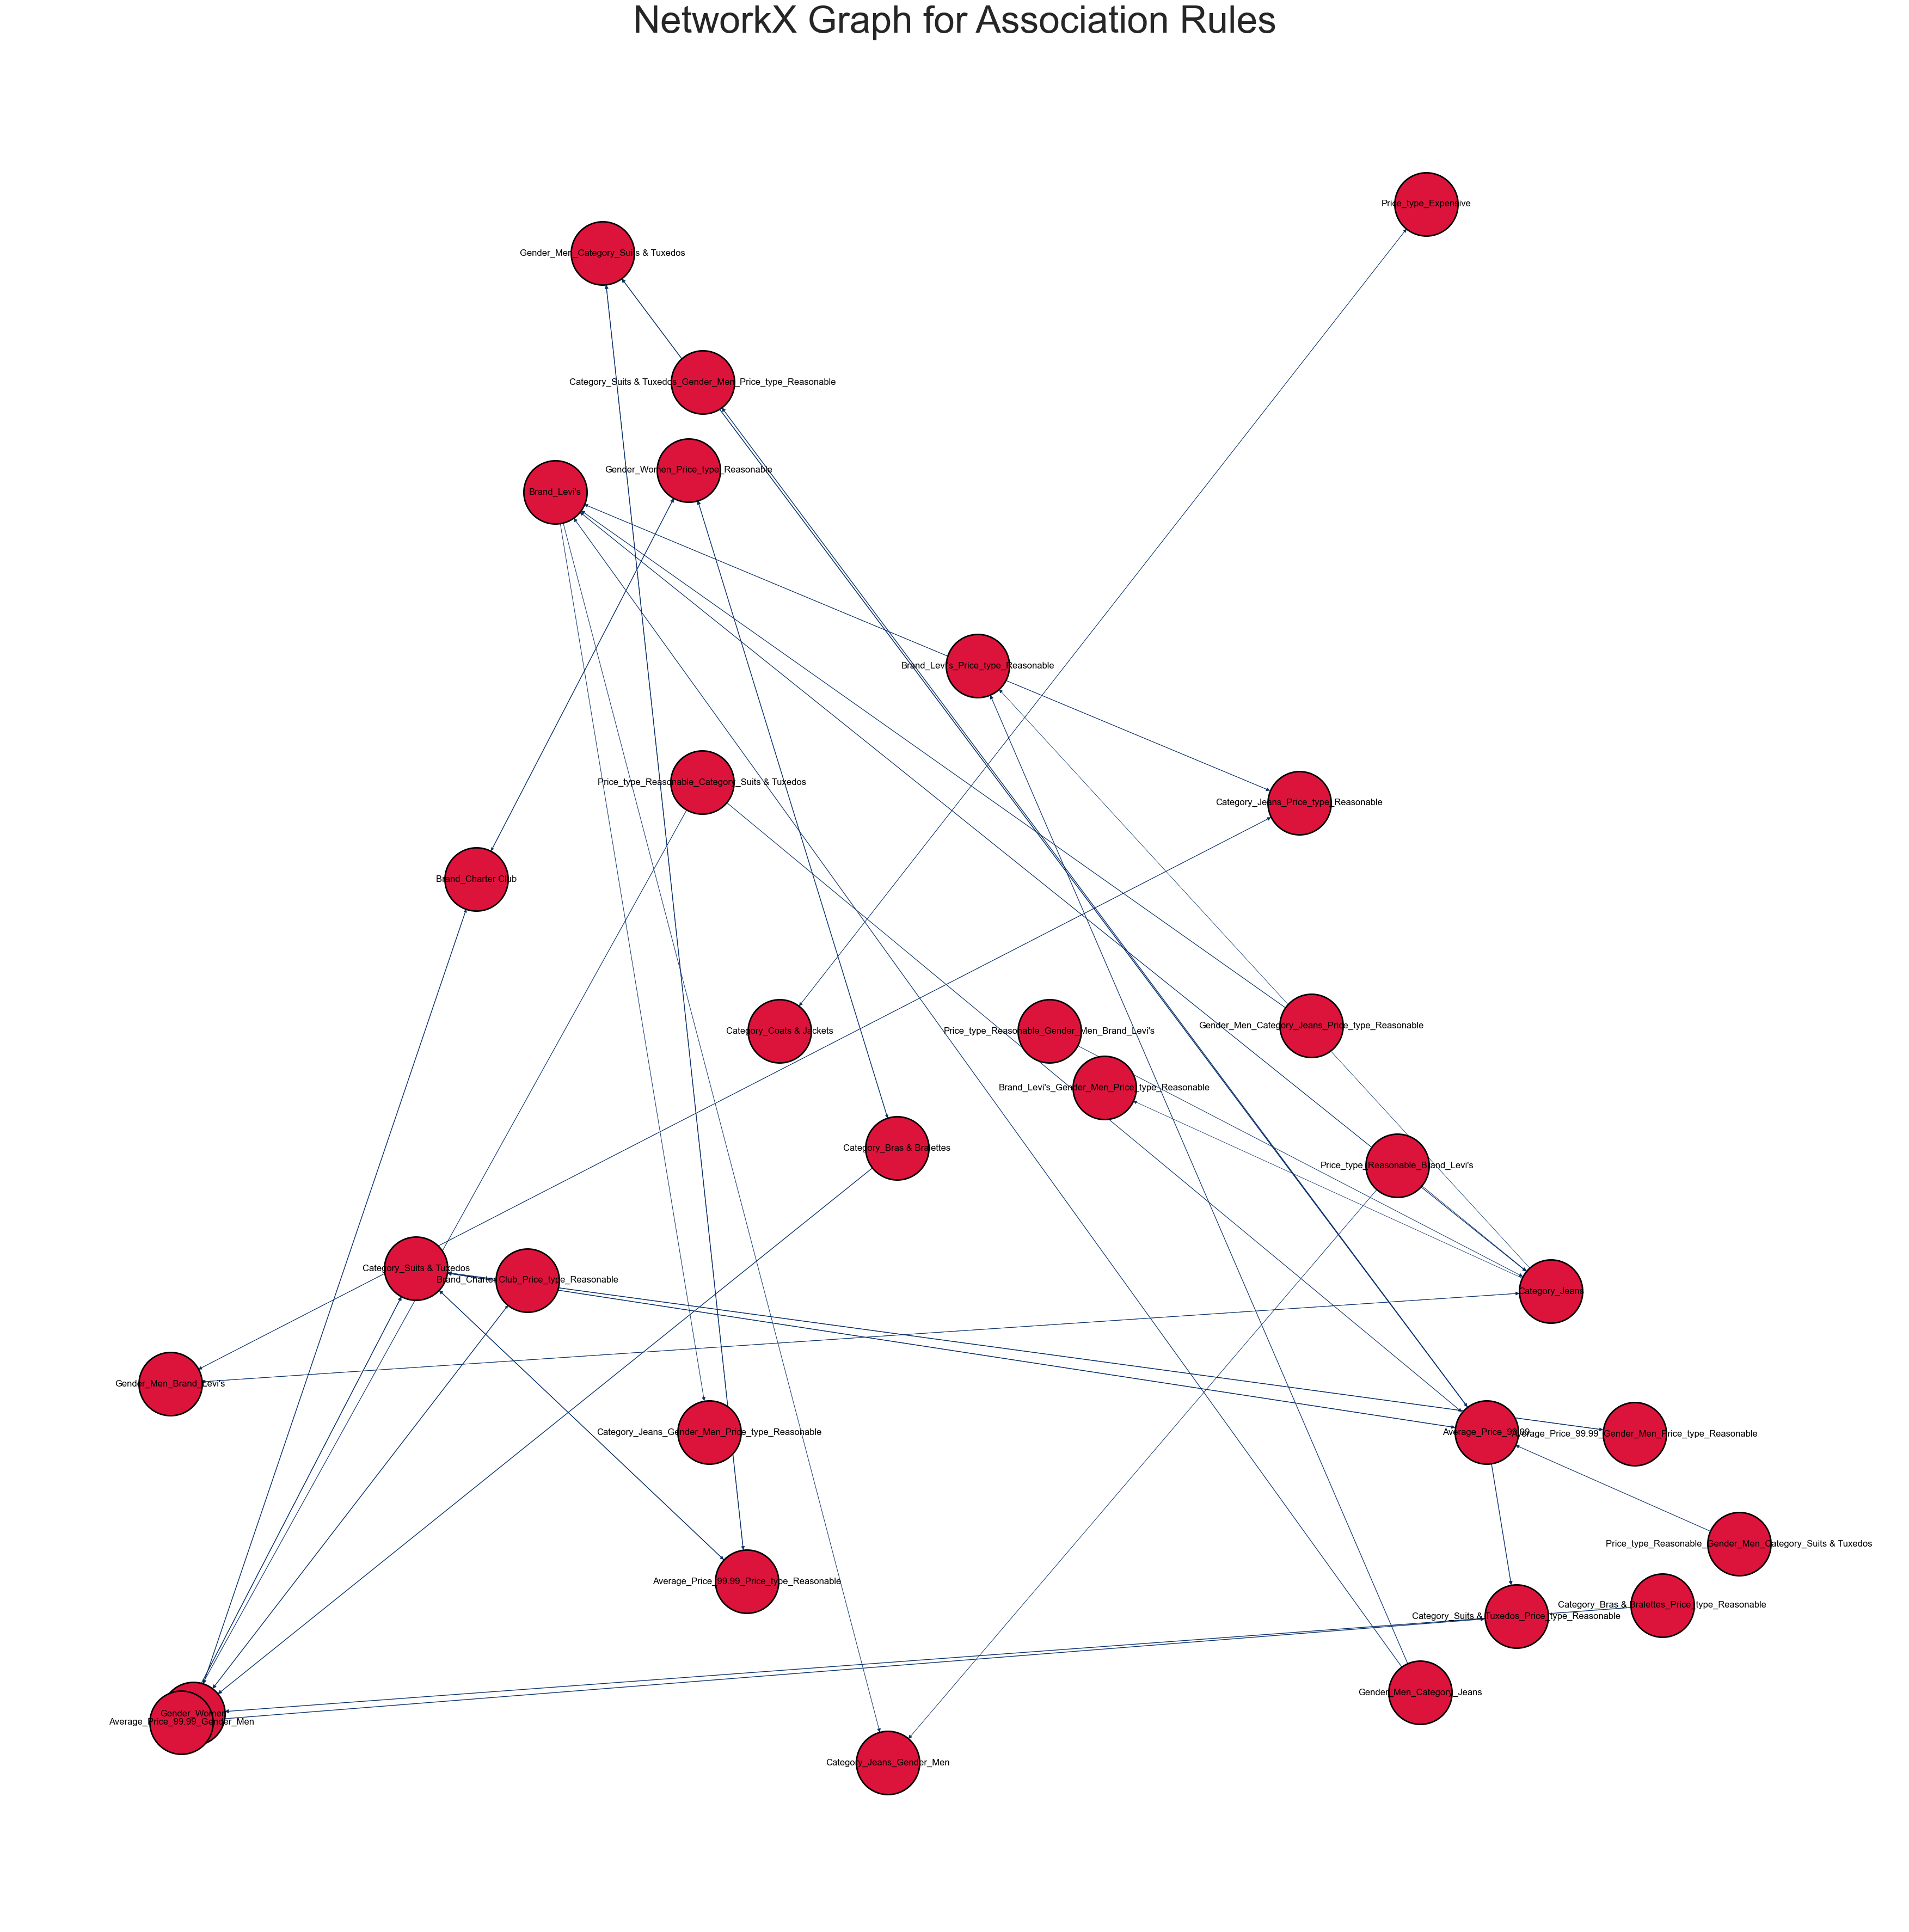 NetworkX Graph for Association Rules
Price_type_Expensive
Gender_Men_Category_Suits & Tuxedos
Category_Suits & Tuxedos_Gender_Men_Price_type_Reasonable
Gender_Women_Price_type_Reasonable
Brand_Levi's
Brand_Levi's_Price_type_Reasonable
Price_type_Reasonable_Category_Suits & Tuxedos
Category_Jeans_Price_type_Reasonable
Brand_Charter Club
Gender_Men_Category_Jeans_Price_type_Reasonable
Category_Coats & Jackets
Price_type_Reasonable_Gender_Men_Brand_Levi's
Brand_Levi's_Gender_Men_Price_type_Reasonable
Category_Bras & Bralettes
Price_type_Reasonable_Brand_Levi's
Category_Suits & Tuxedos
Brand_Charter Club_Price_type_Reasonable
Category_Jeans
Gender_Men_Brand_Levi's
Category_Jeans_Gender_Men_Price_type_Reasonable
Average_Price_99.99
Average_Price_99.99_Gender_Men_Price_type_Reasonable
Price_type_Reasonable_Gender_Men_Category_Suits & Tuxedos
Average_Price_99.99_Price_type_Reasonable
Category_Bras & Bralettes_Price_type_Reasonable
Category_Suits & Tuxedos_Price_type_Reasonable
Gender_Men_Category_Jeans
Gender_Women
Average_Price_99.99_Gender_Men
Category_Jeans_Gender_Men